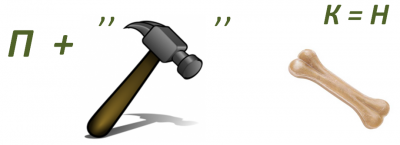 П + ,, ,, К = Н